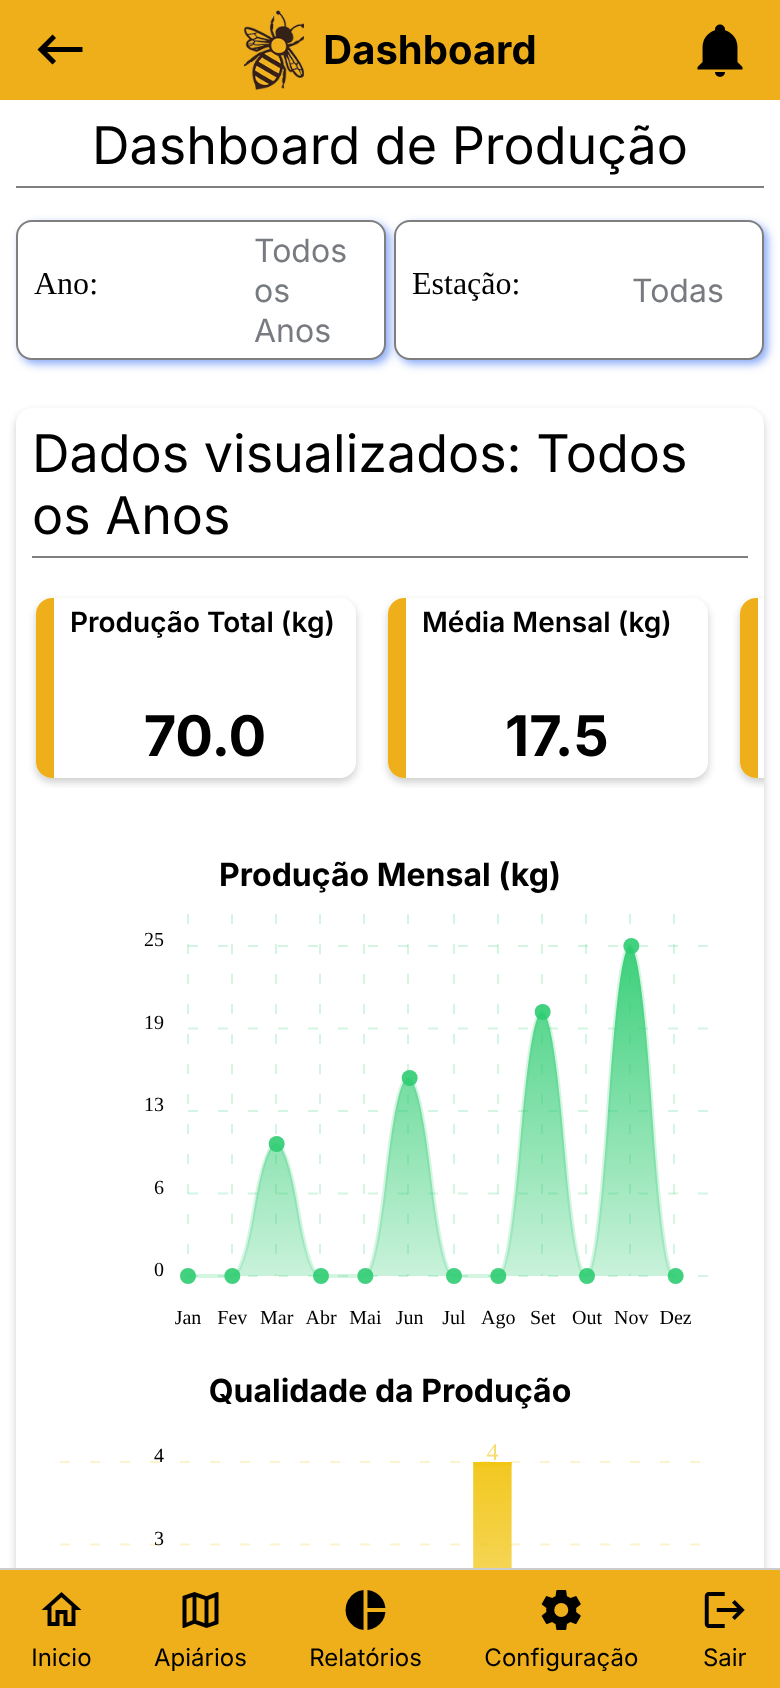 Dashboard
Dashboard de Produção
Ano:
Todos
os
Anos
Estação:
Todas
Dados visualizados: Todos
os Anos
Produção Total (kg)
70.0
Média Mensal (kg)
17.5
Produção Mensal (kg)
25
19
13
6
0
Jan Fev Mar Abr Mai Jun Jul Ago Set Out Nov Dez
Qualidade da Produção
4
4
3
Inicio Apiários Relatórios Configuração Sair